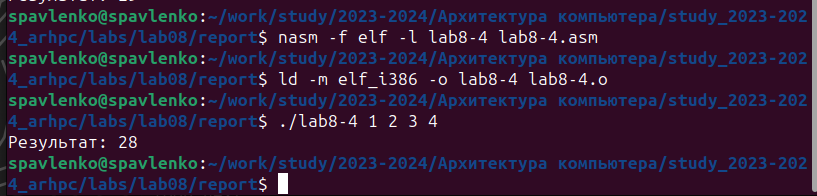 spavlenko@spavlenko:~/work/study/2023-2024/Архитектура компьютера/study_2023-202
4_arhpc/labs/lab08/report$ nasm -f elf -l lab8-4 lab8-4.asm
spavlenko@spavlenko:~/work/study/2023-2024/Архитектура компьютера/study_2023-202
4_arhpc/labs/lab08/report$ ld -m elf_i386 -o lab8-4 lab8-4.o
spavlenko@spavlenko:~/work/study/2023-2024/Архитектура компьютера/study_2023-202
4_arhpc/labs/lab08/report$ ./lab8-4 1 2 3 4
Результат: 28
spavlenko@spavlenko:~/work/study/2023-2024/Архитектура компьютера/study_2023-202
4_arhpc/labs/lab08/report$